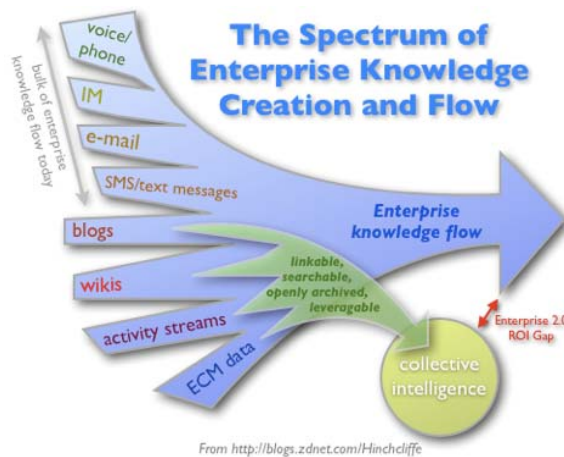 The Spectrum of
Enterprise Knowledge
Creation and Flow
bulk of enterprise
knowledge flow today
voice/
phone
IM
e-mail
SMS/text messages
blogs
wikis
activity streams
ECM data
Enterprise
knowledge flow
linkable,
searchable,
openly archived,
leveragable
Enterprise 2.0
ROI Gap
collective
intelligence
From http://blogs.zdnet.com/Hinchcliffe